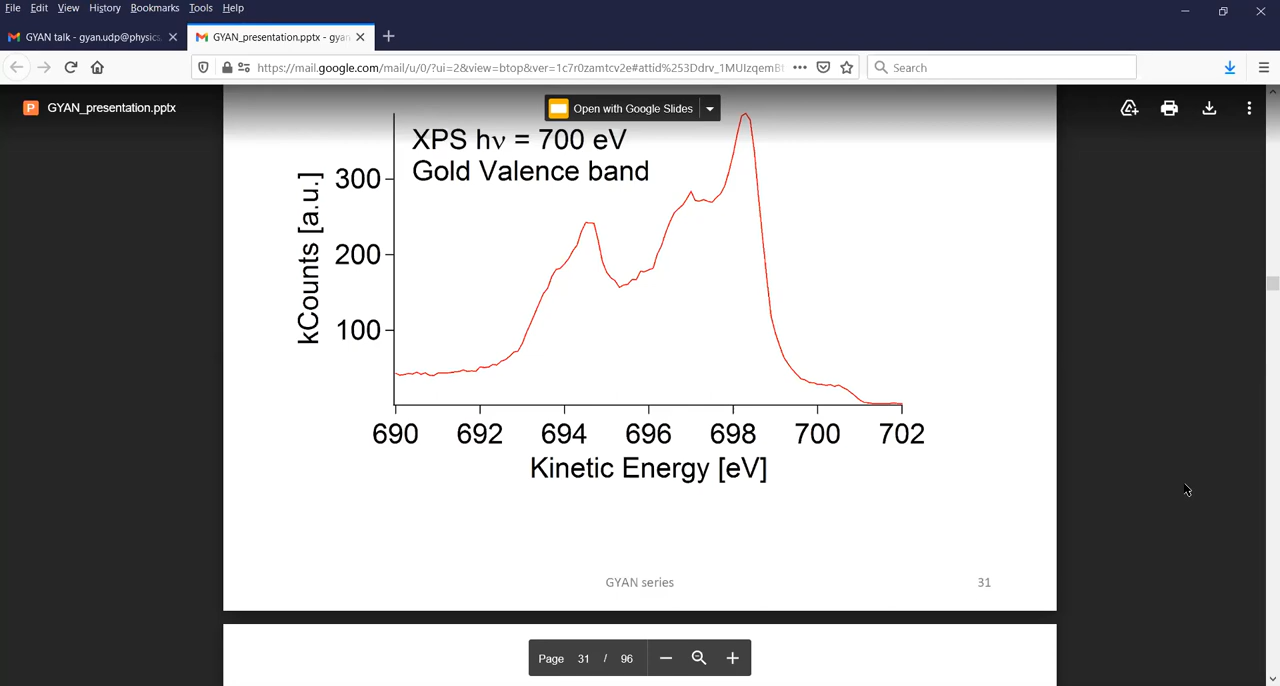 File Edit View History Bookmarks Tools Help
GYAN talk - gyan.udp@physics.
GYAN_presentation.pptx - gyan
https://mail.google.com/mail/u/0/?ui=2&view=btop&ver=1c7r0zamtcv2e#attid%253Ddrv_1MUIzqemBt
Search
P GYAN_presentation.pptx
Open with Google Slides
XPS hν = 700 eV
Gold Valence band
kCounts [a.u.]
300
200
100
690 692 694 696 698 700 702
Kinetic Energy [eV]
GYAN series
31
Page 31 / 96